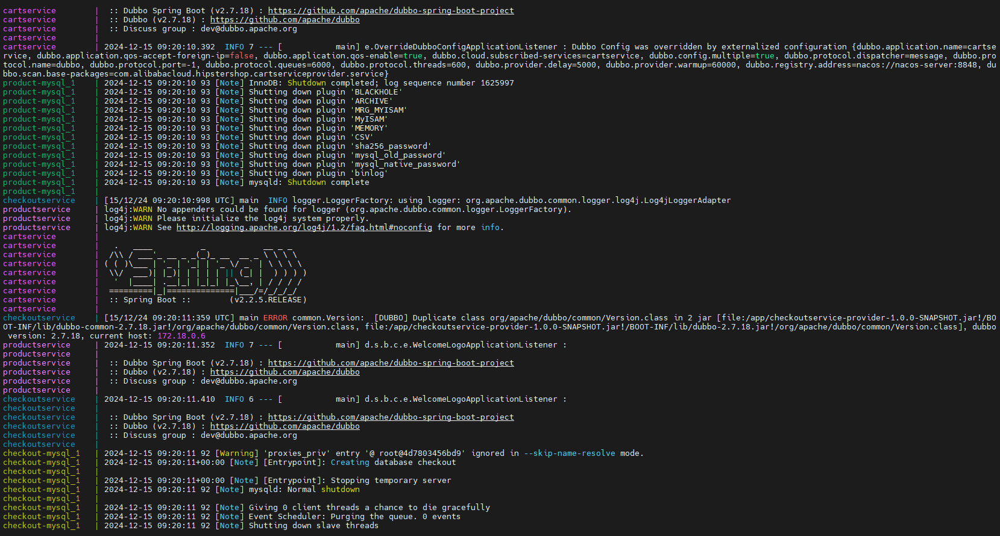 cartservice | :: Dubbo Spring Boot (v2.7.18) : https://github.com/apache/dubbo-spring-boot-project
cartservice | :: Dubbo (v2.7.18) : https://github.com/apache/dubbo
cartservice | :: Discuss group : dev@dubbo.apache.org
cartservice |
cartservice | 2024-12-15 09:20:10.392  INFO 7 --- [           main] e.OverrideDubboConfigApplicationListener : Dubbo Config was overridden by externalized configuration {dubbo.application.name=cartse
rvice, dubbo.application.qos-accept-foreign-ip=false, dubbo.application.qos-enable=true, dubbo.cloud.subscribed-services=cartservice, dubbo.config.multiple=true, dubbo.protocol.dispatcher=message, dubbo.pro
tocol.name=dubbo, dubbo.protocol.port=-1, dubbo.protocol.queues=6000, dubbo.protocol.threads=600, dubbo.provider.delay=5000, dubbo.provider.warmup=60000, dubbo.registry.address=nacos://nacos-server:8848, du
bbo.scan.base-packages=com.alibabacloud.hipstershop.cartserviceprovider.service}
product-mysql_1 | 2024-12-15 09:20:10 93 [Note] InnoDB: Shutdown completed; log sequence number 1625997
product-mysql_1 | 2024-12-15 09:20:10 93 [Note] Shutting down plugin 'BLACKHOLE'
product-mysql_1 | 2024-12-15 09:20:10 93 [Note] Shutting down plugin 'ARCHIVE'
product-mysql_1 | 2024-12-15 09:20:10 93 [Note] Shutting down plugin 'MRG_MYISAM'
product-mysql_1 | 2024-12-15 09:20:10 93 [Note] Shutting down plugin 'MyISAM'
product-mysql_1 | 2024-12-15 09:20:10 93 [Note] Shutting down plugin 'MEMORY'
product-mysql_1 | 2024-12-15 09:20:10 93 [Note] Shutting down plugin 'CSV'
product-mysql_1 | 2024-12-15 09:20:10 93 [Note] Shutting down plugin 'sha256_password'
product-mysql_1 | 2024-12-15 09:20:10 93 [Note] Shutting down plugin 'mysql_old_password'
product-mysql_1 | 2024-12-15 09:20:10 93 [Note] Shutting down plugin 'mysql_native_password'
product-mysql_1 | 2024-12-15 09:20:10 93 [Note] Shutting down plugin 'binlog'
product-mysql_1 | 2024-12-15 09:20:10 93 [Note] mysqld: Shutdown complete
product-mysql_1 |
checkoutservice | [15/12/24 09:20:10:998 UTC] main  INFO logger.LoggerFactory: using logger: org.apache.dubbo.common.logger.log4j.Log4jLoggerAdapter
productservice | log4j:WARN No appenders could be found for logger (org.apache.dubbo.common.logger.LoggerFactory).
productservice | log4j:WARN Please initialize the log4j system properly.
productservice | log4j:WARN See http://logging.apache.org/log4j/1.2/faq.html#noconfig for more info.
cartservice |
cartservice |   .   ____          _            __ _ _
cartservice |  /\\ / ___'_ __ _ _(_)_ __  __ _ \ \ \ \
cartservice | ( ( )\___ | '_ | '_| | '_ \/ _` | \ \ \ \
cartservice |  \\/  ___)| |_)| | | | | || (_| |  ) ) ) )
cartservice |   '  |____| .__|_| |_|_| |_\__, | / / / /
cartservice |  =========|_|==============|___/=/_/_/_/
cartservice |  :: Spring Boot ::        (v2.2.5.RELEASE)
cartservice |
checkoutservice | [15/12/24 09:20:11:359 UTC] main ERROR common.Version:  [DUBBO] Duplicate class org/apache/dubbo/common/Version.class in 2 jar [file:/app/checkoutservice-provider-1.0.0-SNAPSHOT.jar!/BO
OT-INF/lib/dubbo-common-2.7.18.jar!/org/apache/dubbo/common/Version.class, file:/app/checkoutservice-provider-1.0.0-SNAPSHOT.jar!/BOOT-INF/lib/dubbo-2.7.18.jar!/org/apache/dubbo/common/Version.class], dubbo
version: 2.7.18, current host: 172.18.0.6
productservice | 2024-12-15 09:20:11.352  INFO 7 --- [           main] d.s.b.c.e.WelcomeLogoApplicationListener :
productservice |
productservice | :: Dubbo Spring Boot (v2.7.18) : https://github.com/apache/dubbo-spring-boot-project
productservice | :: Dubbo (v2.7.18) : https://github.com/apache/dubbo
productservice | :: Discuss group : dev@dubbo.apache.org
productservice |
checkoutservice | 2024-12-15 09:20:11.410  INFO 6 --- [           main] d.s.b.c.e.WelcomeLogoApplicationListener :
checkoutservice |
checkoutservice | :: Dubbo Spring Boot (v2.7.18) : https://github.com/apache/dubbo-spring-boot-project
checkoutservice | :: Dubbo (v2.7.18) : https://github.com/apache/dubbo
checkoutservice | :: Discuss group : dev@dubbo.apache.org
checkoutservice |
checkout-mysql_1 | 2024-12-15 09:20:11 92 [Warning] 'proxies_priv' entry '@ root@4d7803456bd9' ignored in --skip-name-resolve mode.
checkout-mysql_1 | 2024-12-15 09:20:11+00:00 [Note] [Entrypoint]: Creating database checkout
checkout-mysql_1 |
checkout-mysql_1 | 2024-12-15 09:20:11+00:00 [Note] [Entrypoint]: Stopping temporary server
checkout-mysql_1 | 2024-12-15 09:20:11 92 [Note] mysqld: Normal shutdown
checkout-mysql_1 |
checkout-mysql_1 | 2024-12-15 09:20:11 92 [Note] Giving 0 client threads a chance to die gracefully
checkout-mysql_1 | 2024-12-15 09:20:11 92 [Note] Event Scheduler: Purging the queue. 0 events
checkout-mysql_1 | 2024-12-15 09:20:11 92 [Note] Shutting down slave threads